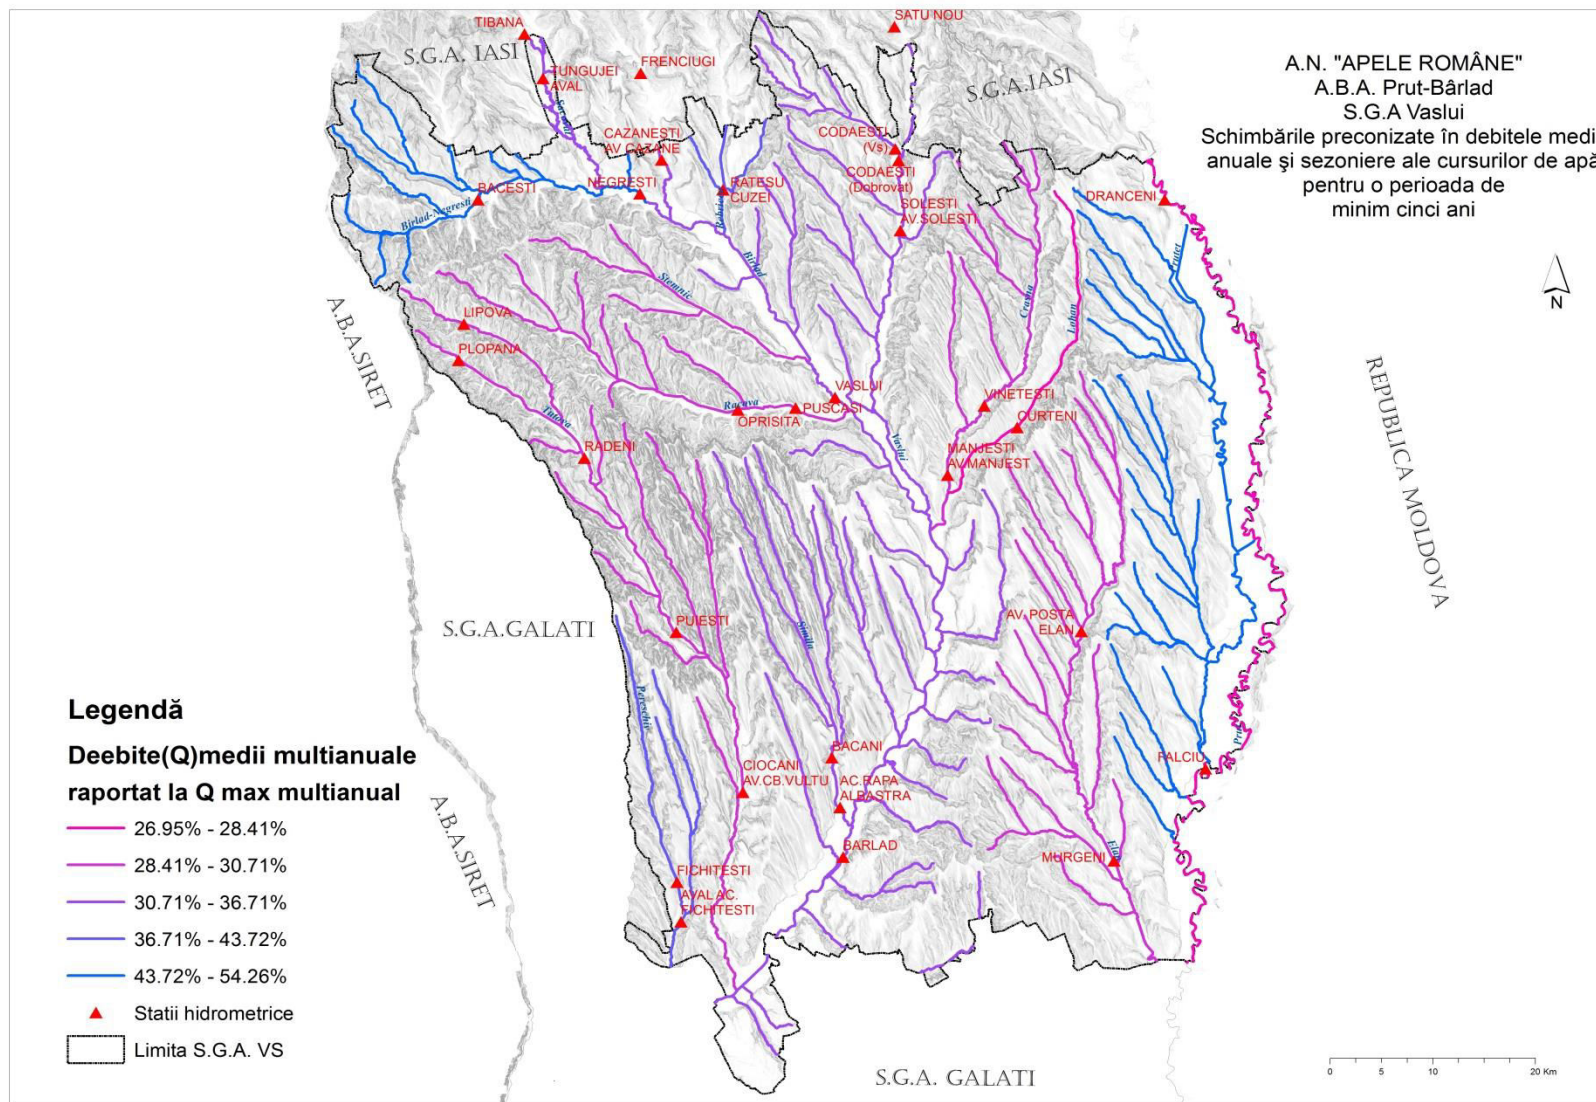 A.N. "APELE ROMÂNE"
A.B.A. Prut-Bârlad
S.G.A Vaslui
Schimbările preconizate în debitele medi
anuale şi sezoniere ale cursurilor de apă
pentru o perioada de
minim cinci ani
N
TIBANA
SATU NOU
S.G.A. IASI
S.G.A.IASI
FRENCIUGI
TUNGUJEI
AVAL
Sacovat
CAZANESTI
AV CAZANE
CODAESTI
(Vs)
CODAESTI
(Dobrovat)
BACESTI
NEGRESTI
RATESU
CUZEI
Rebricea
DRANCENI
SOLESTI
AV.SOLESTI
Birlad-Negresti
Birlad
Prutet
Stemnic
Crasna
Lohan
A.B.A.SIRET
LIPOVA
PLOPANA
REPUBLICA MOLDOVA
VASLUI
Racova
PUSCASI
OPRISITA
VINETESTI
CURTENI
Tutova
RADENI
Vaslui
MANJESTI
AV.MANJEST
S.G.A.GALATI
PUIESTI
Simila
AV. POSTA
ELAN
Pereschiv
Prut
BACANI
FALCIU
CIOCANI
AV.CB.VULTU
AC.RAPA
ALBASTRA
A.B.A.SIRET
BARLAD
MURGENI
Elan
FICHITESTI
AVAL AC.
FICHITESTI
S.G.A. GALATI
Legendă
Deebite(Q)medii multianuale
raportat la Q max multianual
26.95% - 28.41%
28.41% - 30.71%
30.71% - 36.71%
36.71% - 43.72%
43.72% - 54.26%
Statii hidrometrice
Limita S.G.A. VS
0 5 10 20 Km